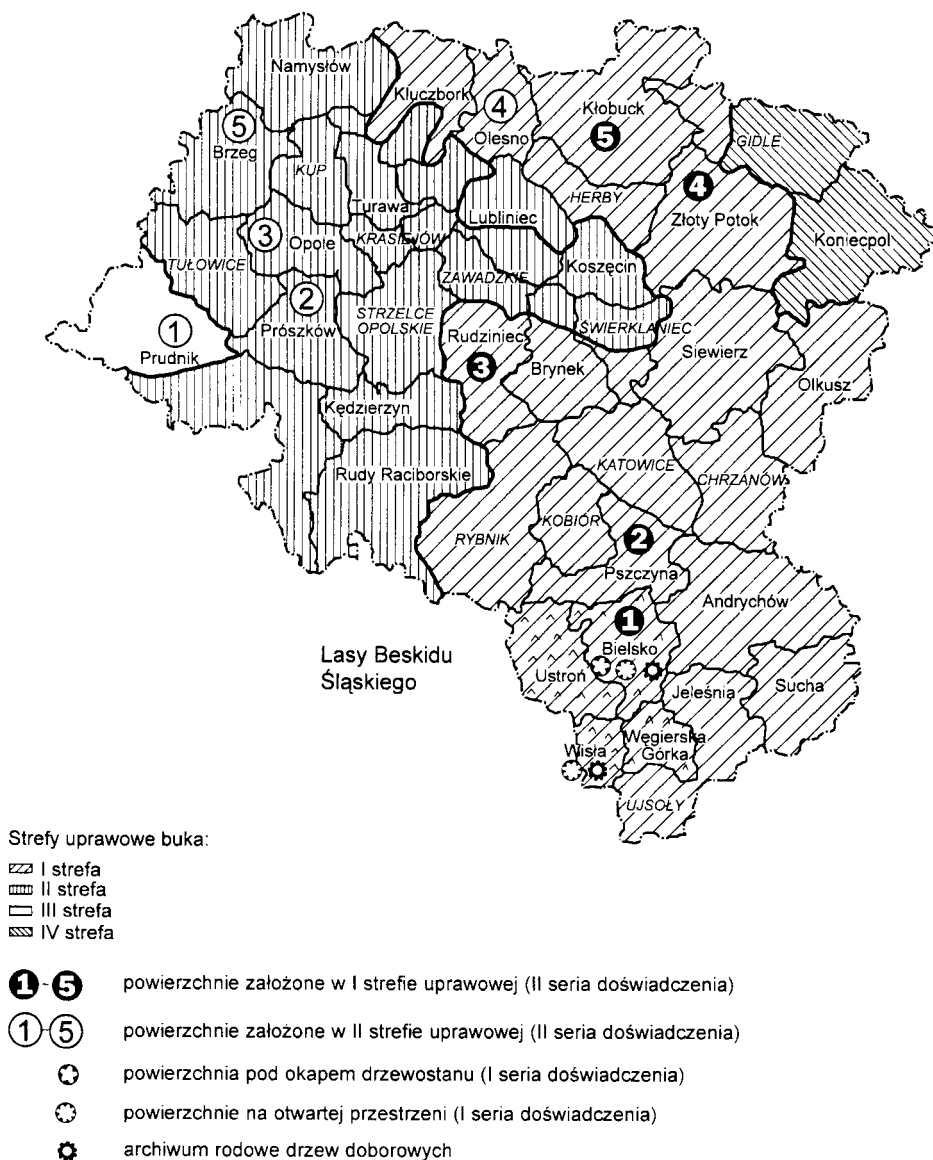 Namysłów
Kluczbork
4
Olesno
Kłobuck
5
5
Brzeg
GIDLE
KUP
HERBY
4
Złoty Potok
Turawa
Lubliniec
3
Opole
KRASIEJÓW
Koniecpol
TUŁOWICE
ZAWADZKIE
Koszęcin
2
Prószków
STRZELCE
OPOLSKIE
ŚWIERKLANIEC
1
Prudnik
Rudziniec
3
Brynek
Siewierz
Olkusz
Kędzierzyn
Rudy Raciborskie
KATOWICE
CHRZANÓW
RYBNIK
KOBIÓR
2
Pszczyna
Andrychów
1
Bielsko
Lasy Beskidu
Śląskiego
Ustroń
Jeleśnia
Sucha
Wisła
Węgierska
Górka
UJSOŁY
Strefy uprawowe buka:
I strefa
II strefa
III strefa
IV strefa
1-5 powierzchnie założone w I strefie uprawowej (II seria doświadczenia)
1-5 powierzchnie założone w II strefie uprawowej (II seria doświadczenia)
powierzchnia pod okapem drzewostanu (I seria doświadczenia)
powierzchnie na otwartej przestrzeni (I seria doświadczenia)
archiwum rodowe drzew doborowych